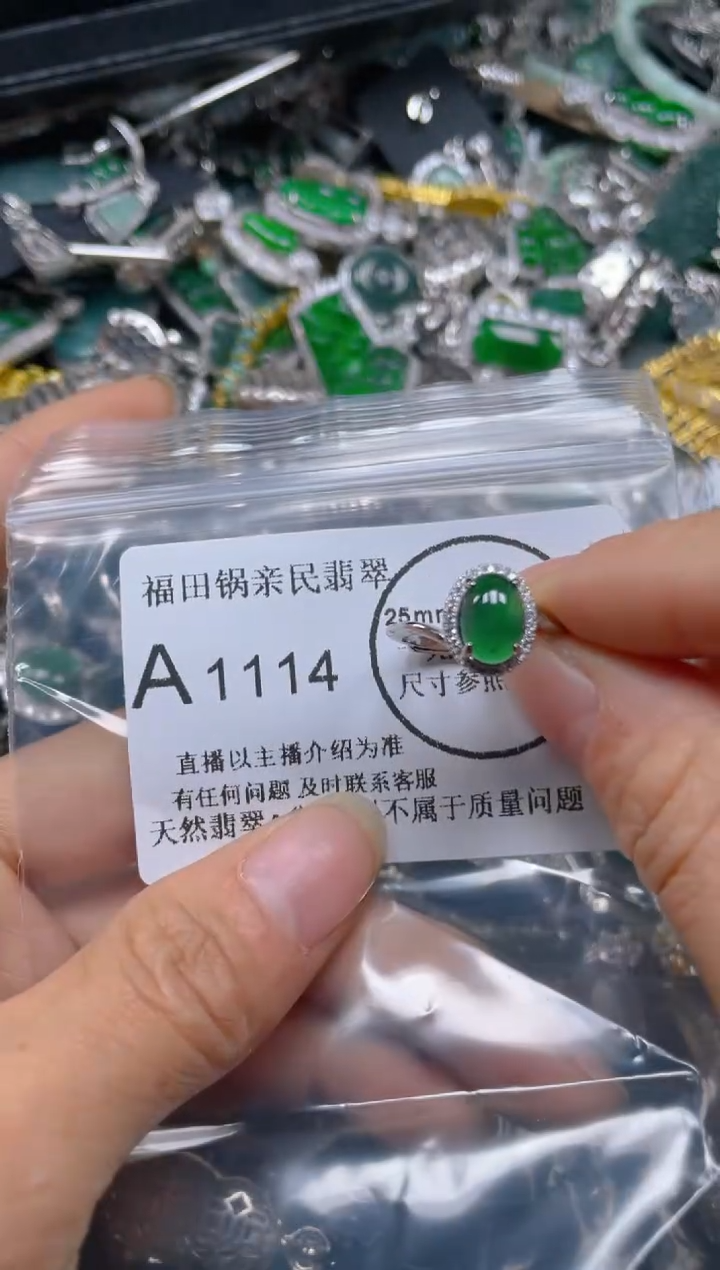 福田锅亲民翡翠
25mm
A1114
尺寸参照
直播以主播介绍为准
有任何问题 及时联系客服
天然翡翠 不属于质量问题